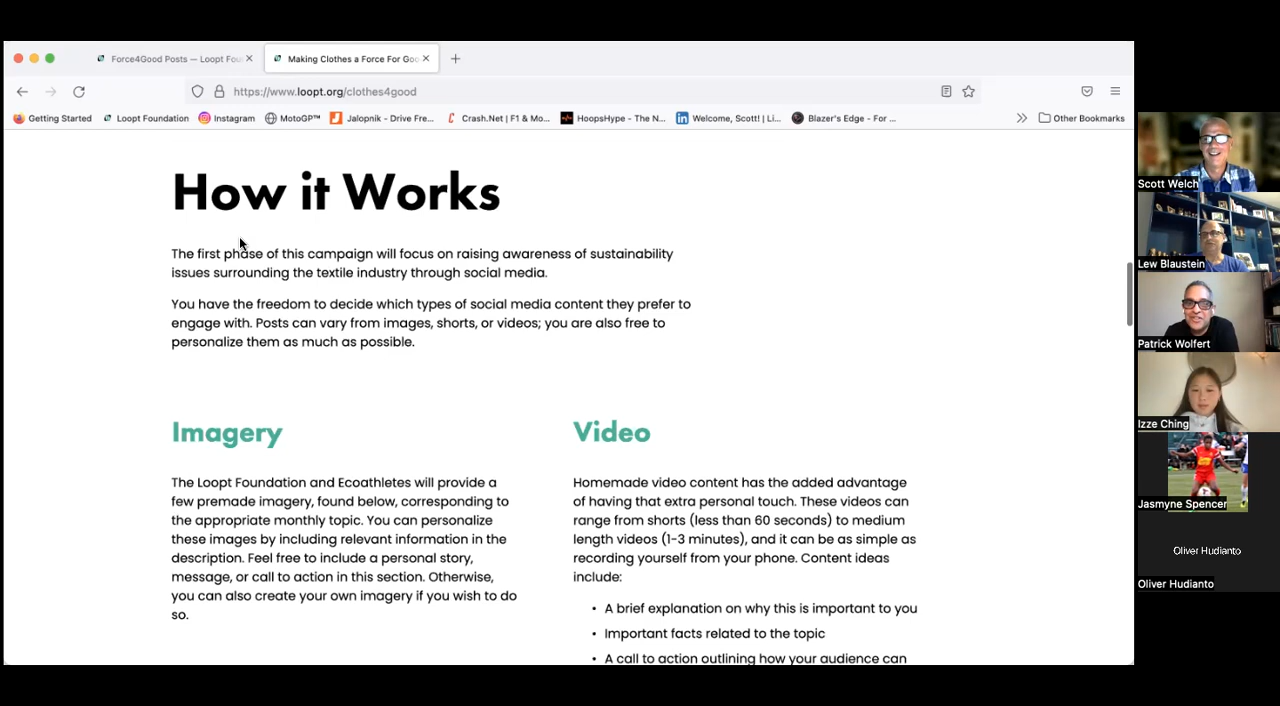 Force4Good Posts — Loopt Fou
Making Clothes a Force For Goo
https://www.loopt.org/clothes4good
Getting Started
Loopt Foundation
Instagram
MotoGP™
Jalopnik - Drive Fre...
Crash.Net | F1 & Mo...
HoopsHype - The N...
Welcome, Scott! | Li...
Blazer's Edge - For ...
Other Bookmarks
How it Works
The first phase of this campaign will focus on raising awareness of sustainability
issues surrounding the textile industry through social media.
You have the freedom to decide which types of social media content they prefer to
engage with. Posts can vary from images, shorts, or videos; you are also free to
personalize them as much as possible.
Imagery
The Loopt Foundation and Ecoathletes will provide a
few premade imagery, found below, corresponding to
the appropriate monthly topic. You can personalize
these images by including relevant information in the
description. Feel free to include a personal story,
message, or call to action in this section. Otherwise,
you can also create your own imagery if you wish to do
so.
Video
Homemade video content has the added advantage
of having that extra personal touch. These videos can
range from shorts (less than 60 seconds) to medium
length videos (1-3 minutes), and it can be as simple as
recording yourself from your phone. Content ideas
include:
• A brief explanation on why this is important to you
• Important facts related to the topic
• A call to action outlining how your audience can
Scott Welch
Lew Blaustein
Patrick Wolfert
Izze Ching
Jasmyne Spencer
Oliver Hudianto
Oliver Hudianto